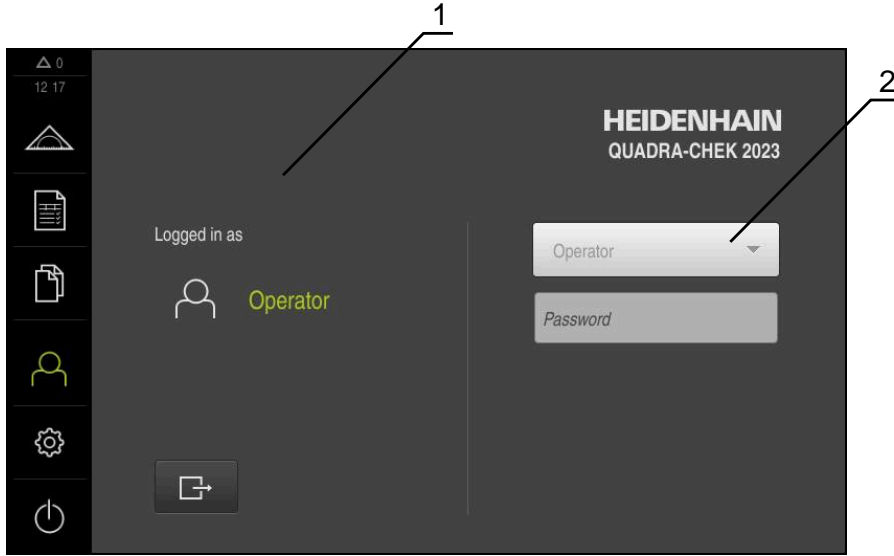 1
2
0
12 17
HEIDENHAIN
QUADRA-CHEK 2023
Logged in as
Operator
Operator
Password